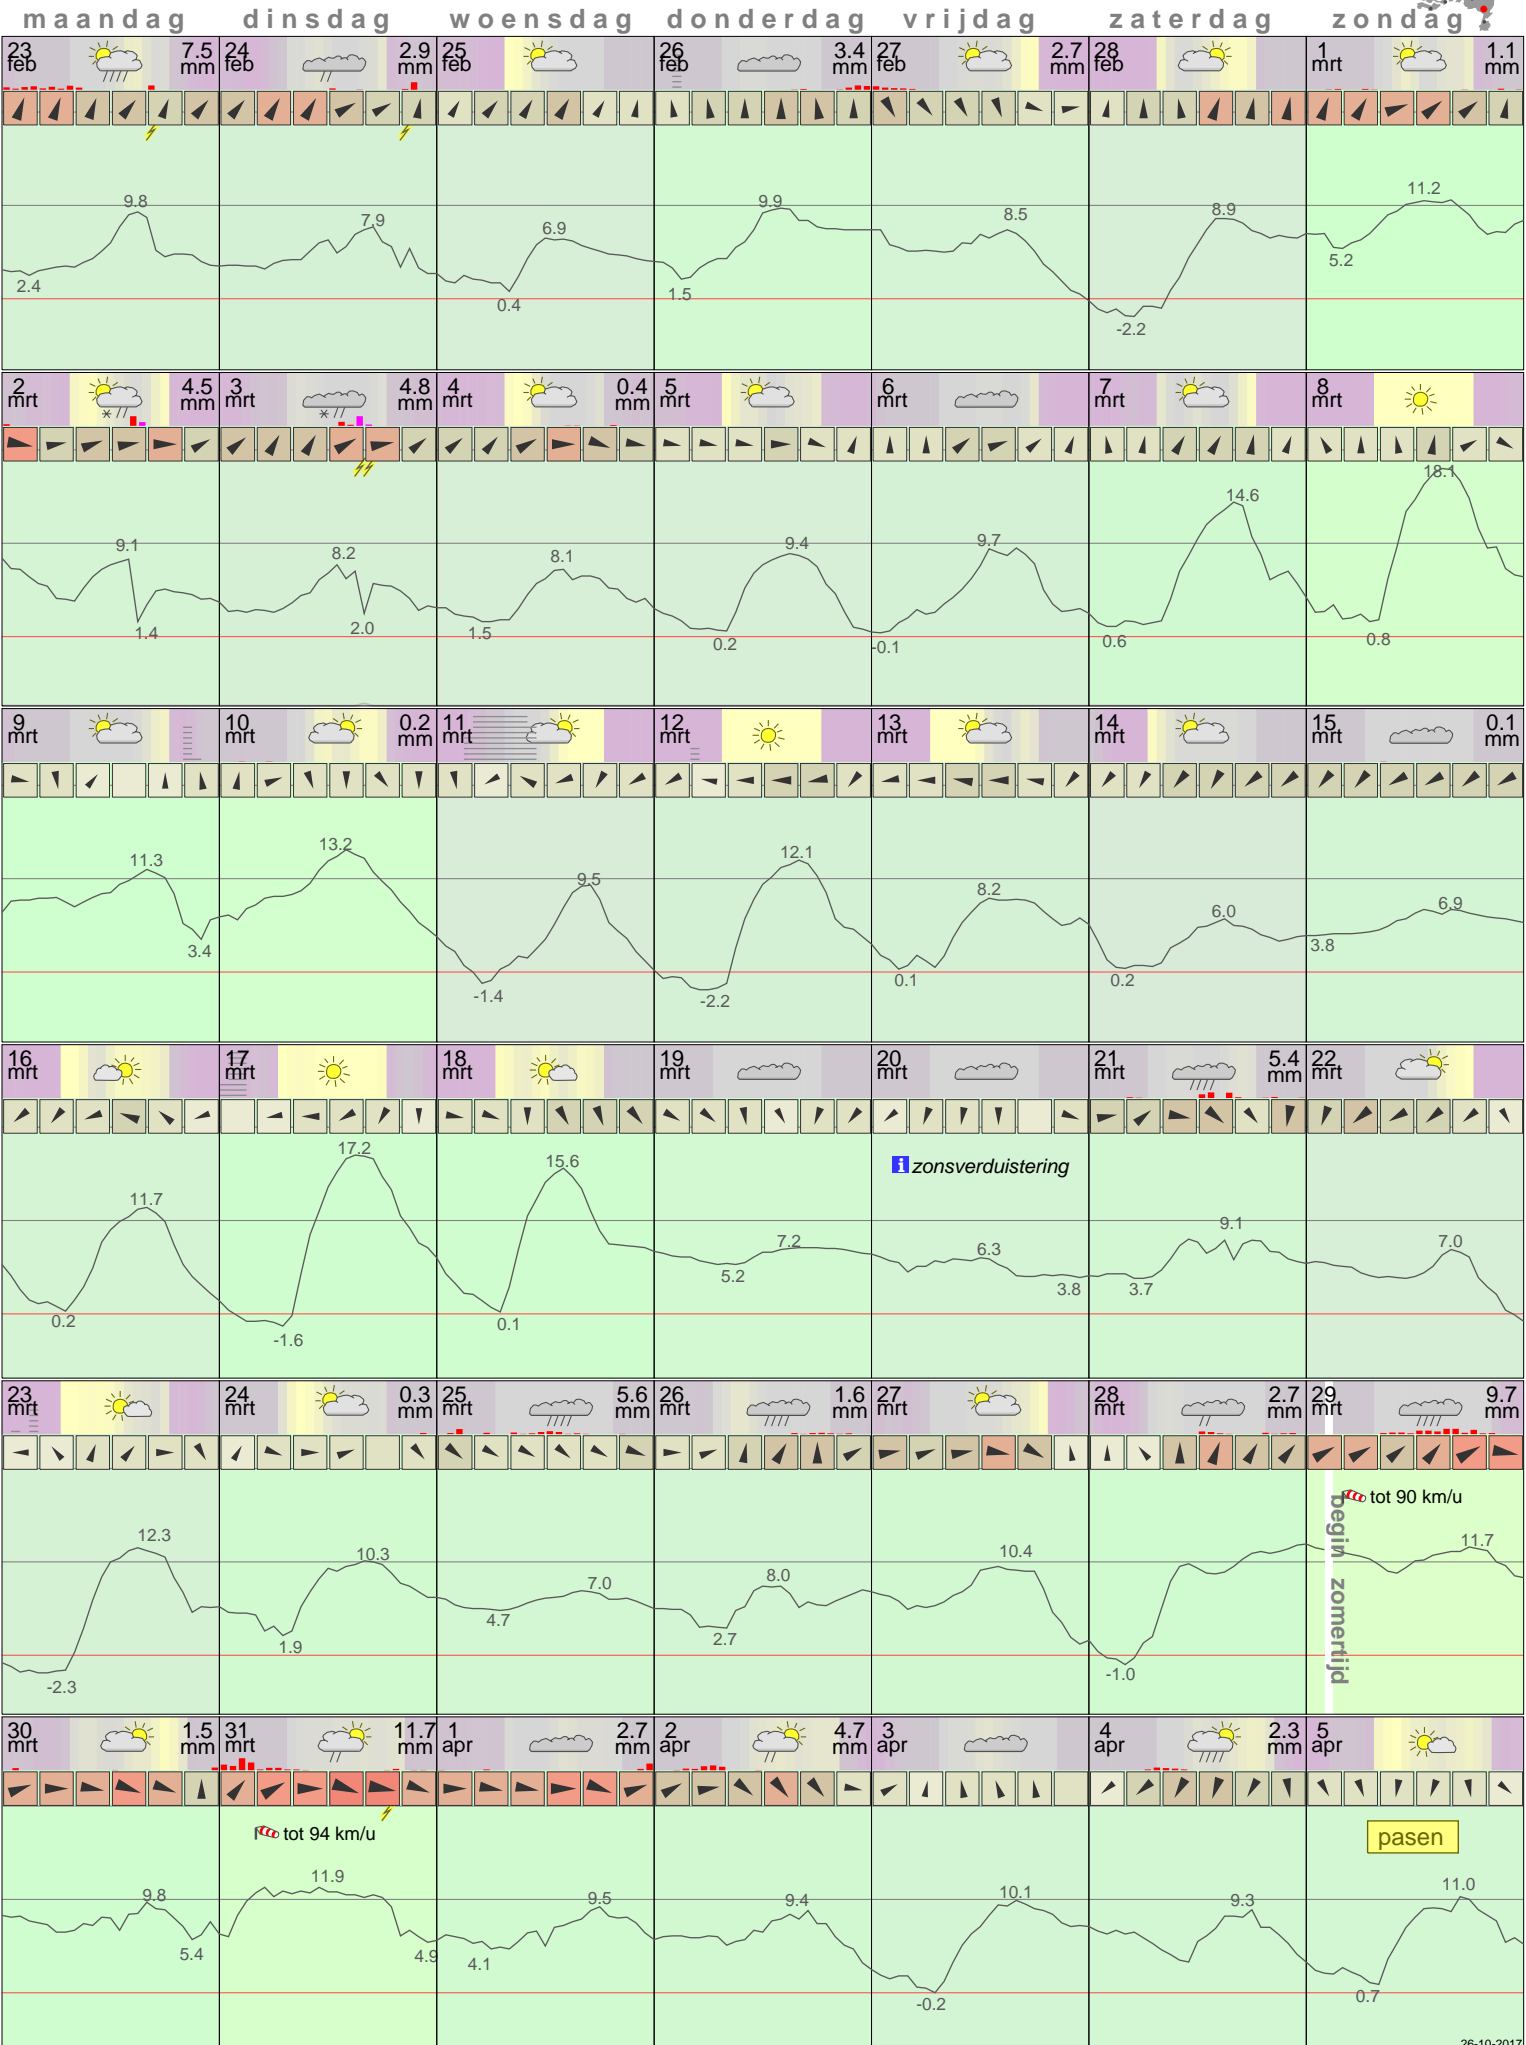 maandag dinsdag woensdag donderdag vrijdag zaterdag zondag
23 feb 7.5 mm 24 feb 2.9 mm 25 feb 26 feb 3.4 mm 27 feb 2.7 mm 28 feb 1 mrt 1.1 mm
9.8 7.9 6.9 9.9 8.5 8.9 11.2
2.4 0.4 1.5 -2.2 5.2
2 mrt 4.5 mm 3 mrt 4.8 mm 4 mrt 0.4 mm 5 mrt 6 mrt 7 mrt 8 mrt
9.1 8.2 8.1 9.4 9.7 14.6 18.1
1.4 2.0 1.5 0.2 -0.1 0.6 0.8
9 mrt 10 mrt 0.2 mm 11 mrt 12 mrt 13 mrt 14 mrt 15 mrt 0.1 mm
11.3 13.2 9.5 12.1 8.2 6.0 6.9
3.4 -1.4 -2.2 0.1 0.2 3.8
16 mrt 17 mrt 18 mrt 19 mrt 20 mrt 21 mrt 5.4 mm 22 mrt
i zonsverduistering
11.7 17.2 15.6 7.2 6.3 9.1 7.0
0.2 -1.6 0.1 5.2 3.8 3.7
23 mrt 24 mrt 0.3 mm 25 mrt 5.6 mm 26 mrt 1.6 mm 27 mrt 28 mrt 2.7 mm 29 mrt 9.7 mm
tot 90 km/u
begin zomertijd
12.3 10.3 7.0 8.0 10.4 11.7
-2.3 1.9 4.7 2.7 -1.0
30 mrt 1.5 mm 31 mrt 11.7 mm 1 apr 2.7 mm 2 apr 4.7 mm 3 apr 4 apr 2.3 mm 5 apr
tot 94 km/u pasen
9.8 11.9 9.5 9.4 10.1 9.3 11.0
5.4 4.9 4.1 -0.2 0.7
26-10-2017